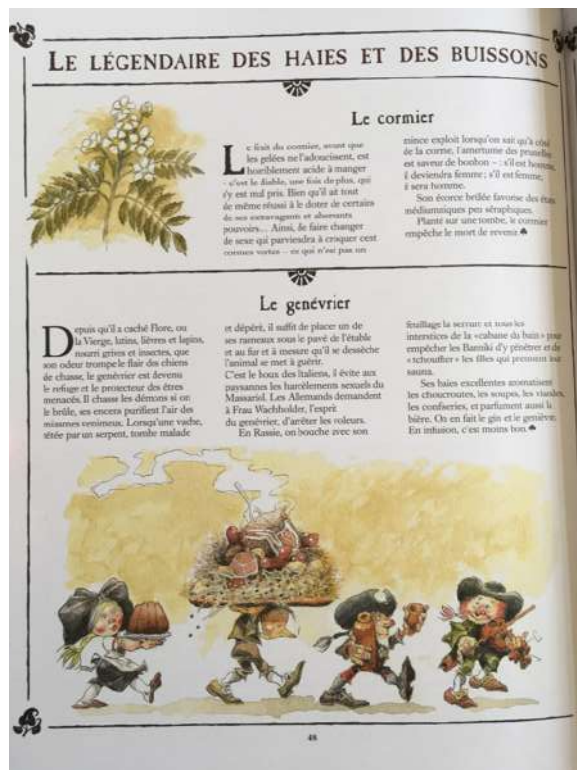 LE LÉGENDAIRE DES HAIES ET DES BUISSONS
Le cormier
Le fruit du cormier, avant que
les gelées ne l'adoucissent, est
horriblement acide à manger
- c'est le diable, une fois de plus, qui
s'y est mal pris. Bien qu'il ait tout
de même réussi à le doter de certains
de ses extravagants et aberrants
pouvoirs... Ainsi, de faire changer
de sexe qui parviendra à croquer cent
cormes vertes – ce qui n'est pas un
mince exploit lorsqu'on sait qu'à côté
de la corne, l'amertume des prunelles
est saveur de bonbon – : s'il est homme,
il deviendra femme ; s'il est femme,
il sera homme.
Son écorce brûlée favorise des états
médiumniques peu séraphiques.
Planté sur une tombe, le cormier
empêche le mort de revenir
Le genévrier
Depuis qu'il a caché Flore, ou
la Vierge, lutins, lièvres et lapins,
nourri grives et insectes, que
son odeur trompe le flair des chiens
de chasse, le genévrier est devenu
le refuge et le protecteur des êtres
menacés. Il chasse les démons si on
le brûle, ses encens purifient l'air des
miasmes venimeux. Lorsqu'une vache,
tétée par un serpent, tombe malade
et dépérit, il suffit de placer un de
ses rameaux sous le pavé de l'étable
et au fur et à mesure qu'il se dessèche
l'animal se met à guérir.
C'est le houx des Italiens, il évite aux
paysannes les harcèlements sexuels du
Massariol. Les Allemands demandent
à Frau Wachholder, l'esprit
du genévrier, d'arrêter les voleurs.
En Russie, on bouche avec son
feuillage la serrure et tous les
interstices de la «cabane du bain» pour
empêcher les Banniki d'y pénétrer et de
«tchouffer» les filles qui prennent leur
sauna.
Ses baies excellentes aromatisent
les choucroutes, les soupes, les viandes,
les confiseries, et parfument aussi la
bière. On en fait le gin et le genièvre.
En infusion, c'est moins bon
48